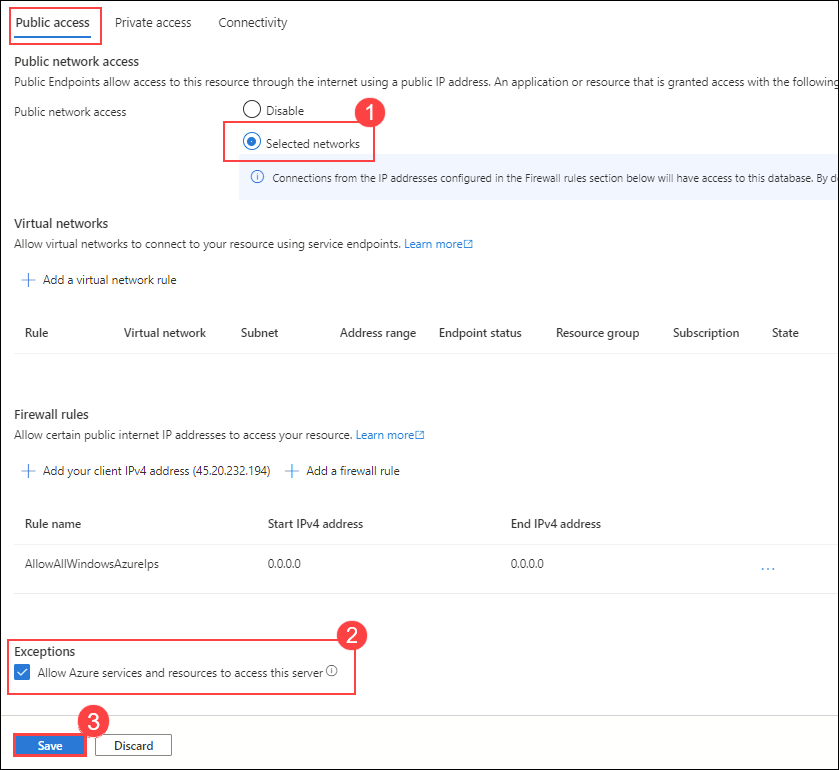 Public access Private access Connectivity
Public network access
Public Endpoints allow access to this resource through the internet using a public IP address. An application or resource that is granted access with the following
Public network access
Disable
1
Selected networks
Connections from the IP addresses configured in the Firewall rules section below will have access to this database. By d
Virtual networks
Allow virtual networks to connect to your resource using service endpoints. Learn more
Add a virtual network rule
Rule Virtual network Subnet Address range Endpoint status Resource group Subscription State
Firewall rules
Allow certain public internet IP addresses to access your resource. Learn more
Add your client IPv4 address (45.20.232.194) Add a firewall rule
Rule name Start IPv4 address End IPv4 address
AllowAllWindowsAzureIps 0.0.0.0 0.0.0.0 ...
2
Exceptions
Allow Azure services and resources to access this server
3
Save Discard